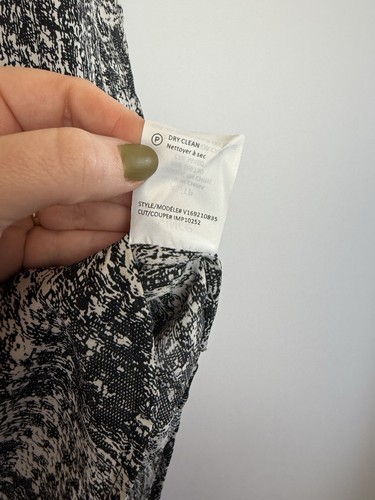 Ⓟ DRY CLEAN
Nettoyer à sec
STYLE/MODÈLE# V169210835
CUT/COUPE# IMP10252